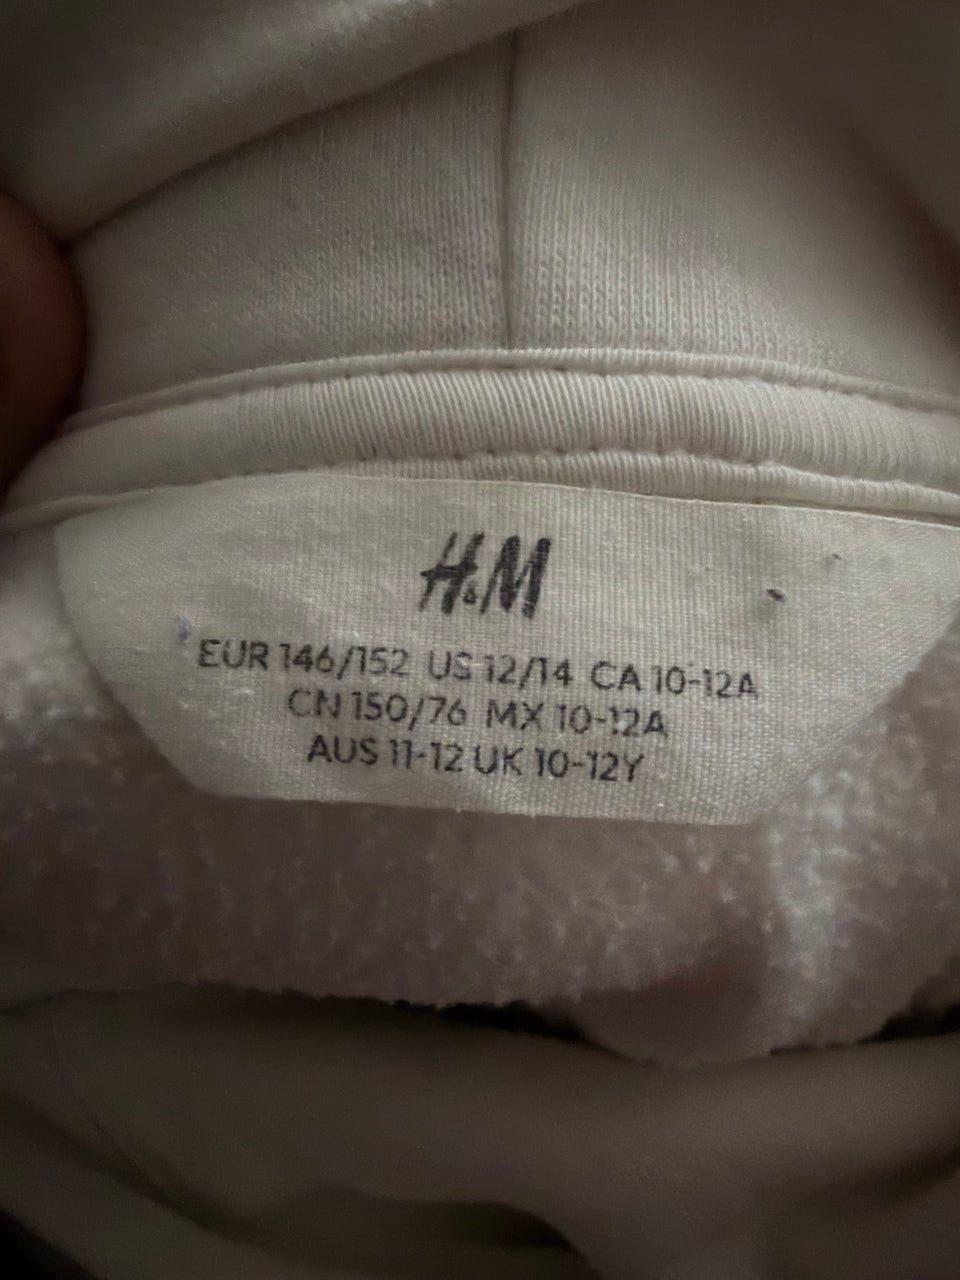 H&M
EUR 146/152 US 12/14 CA 10-12A
CN 150/76 MX 10-12A
AUS 11-12 UK 10-12Y